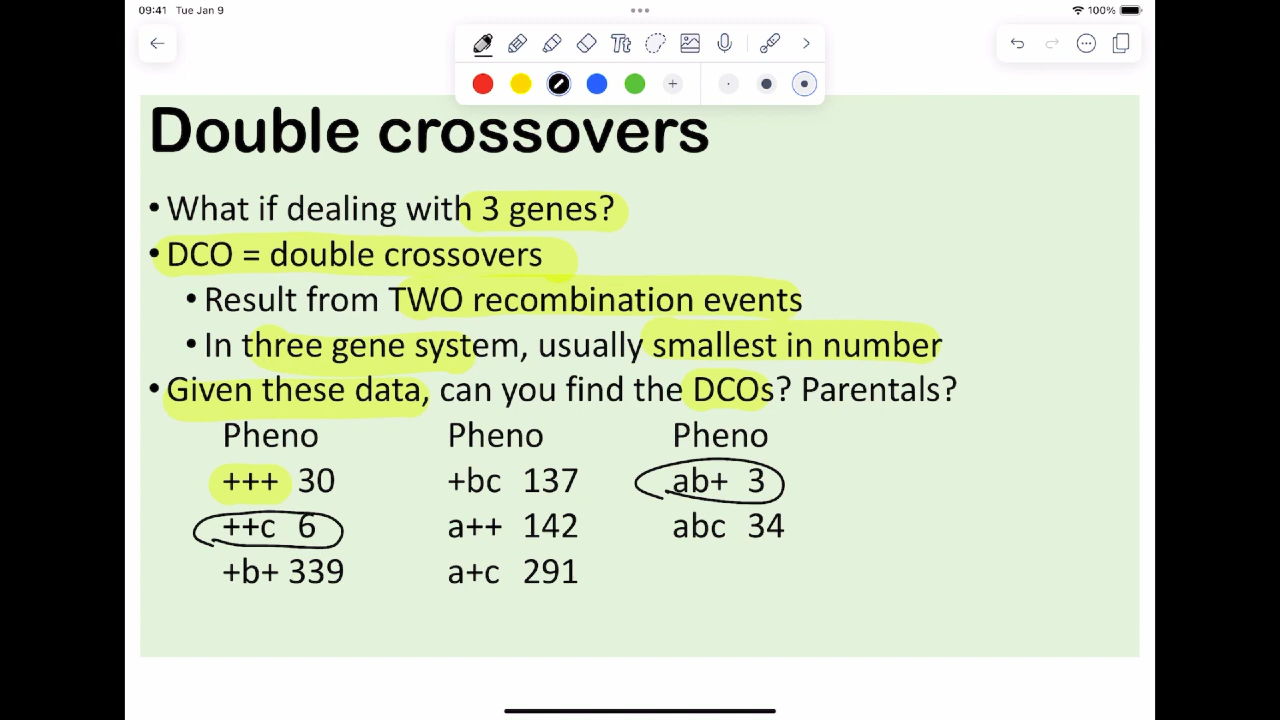 09:41 Tue Jan 9
100%
Tt
Double crossovers
• What if dealing with 3 genes?
• DCO = double crossovers
• Result from TWO recombination events
• In three gene system, usually smallest in number
• Given these data, can you find the DCOs? Parentals?
Pheno Pheno Pheno
+++ 30 +bc 137 ab+ 3
++c 6 a++ 142 abc 34
+b+ 339 a+c 291